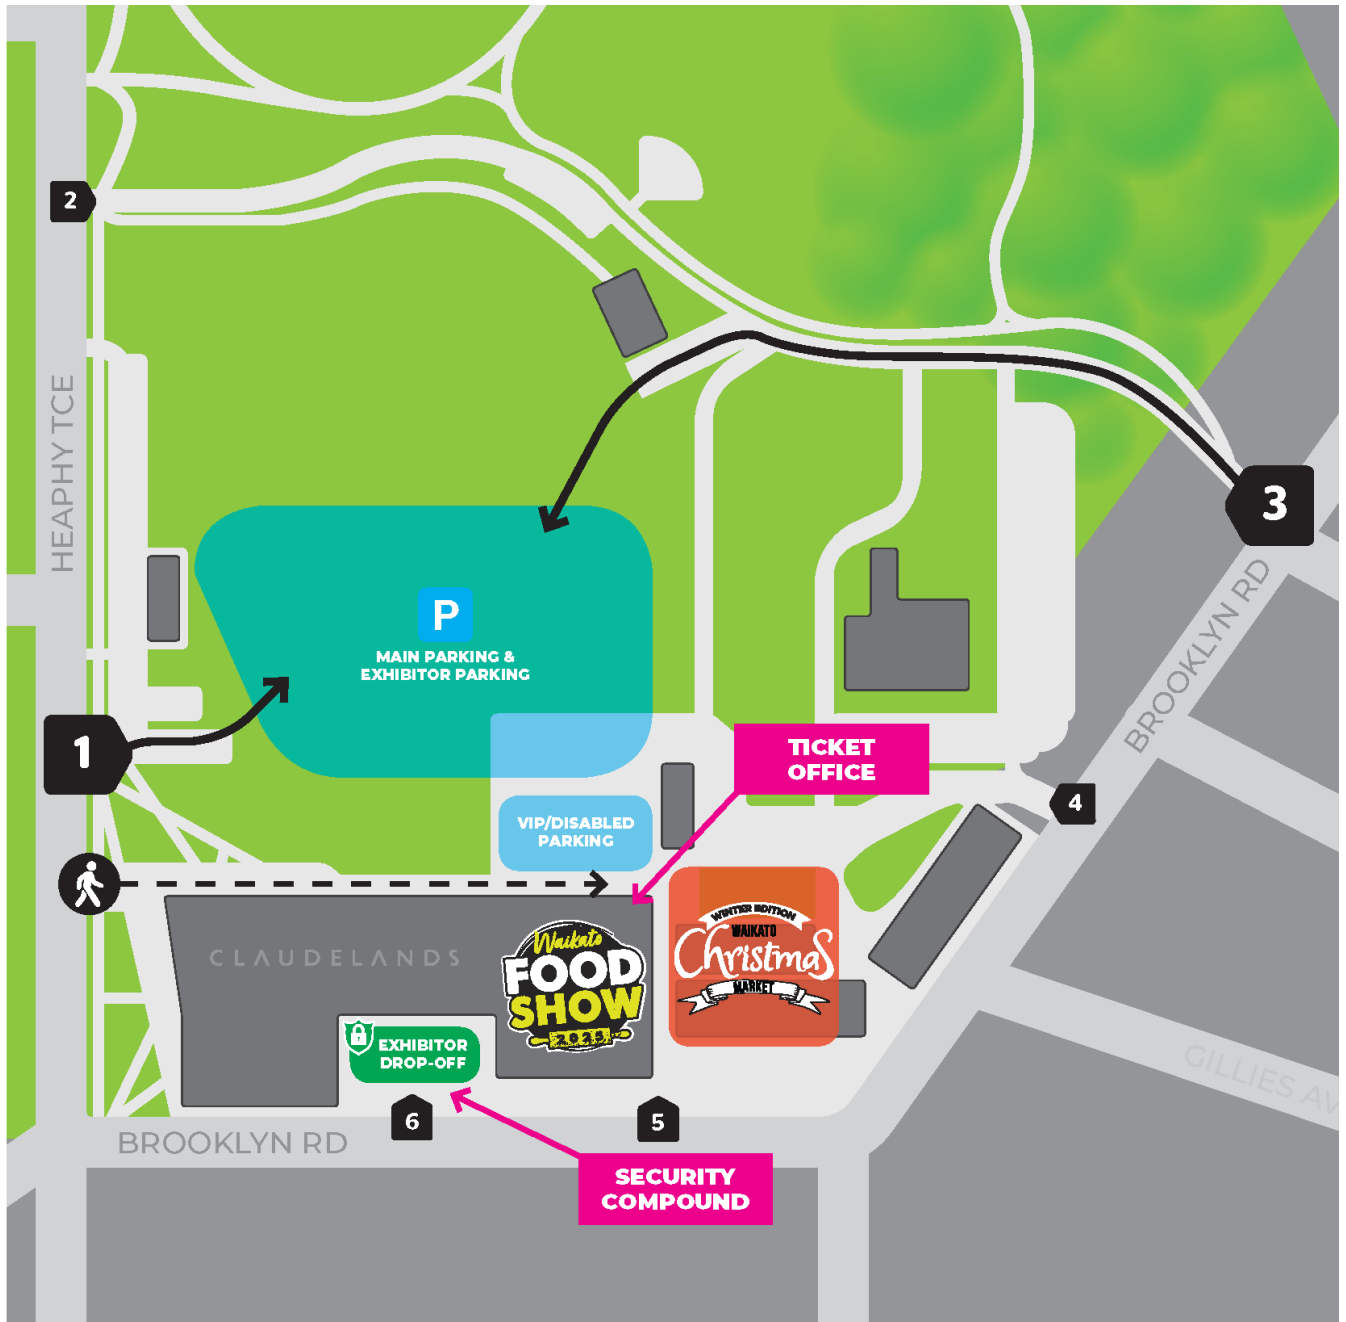 2
HEAPHY TCE
3
P
MAIN PARKING &
EXHIBITOR PARKING
BROOKLYN RD
1
TICKET
OFFICE
4
VIP/DISABLED
PARKING
CLAUDELANDS
Waikato
FOOD
SHOW
2025
WINTER EDITION
WAIKATO
Christmas
MARKET
EXHIBITOR
DROP-OFF
GILLIES AV
6
5
BROOKLYN RD
SECURITY
COMPOUND